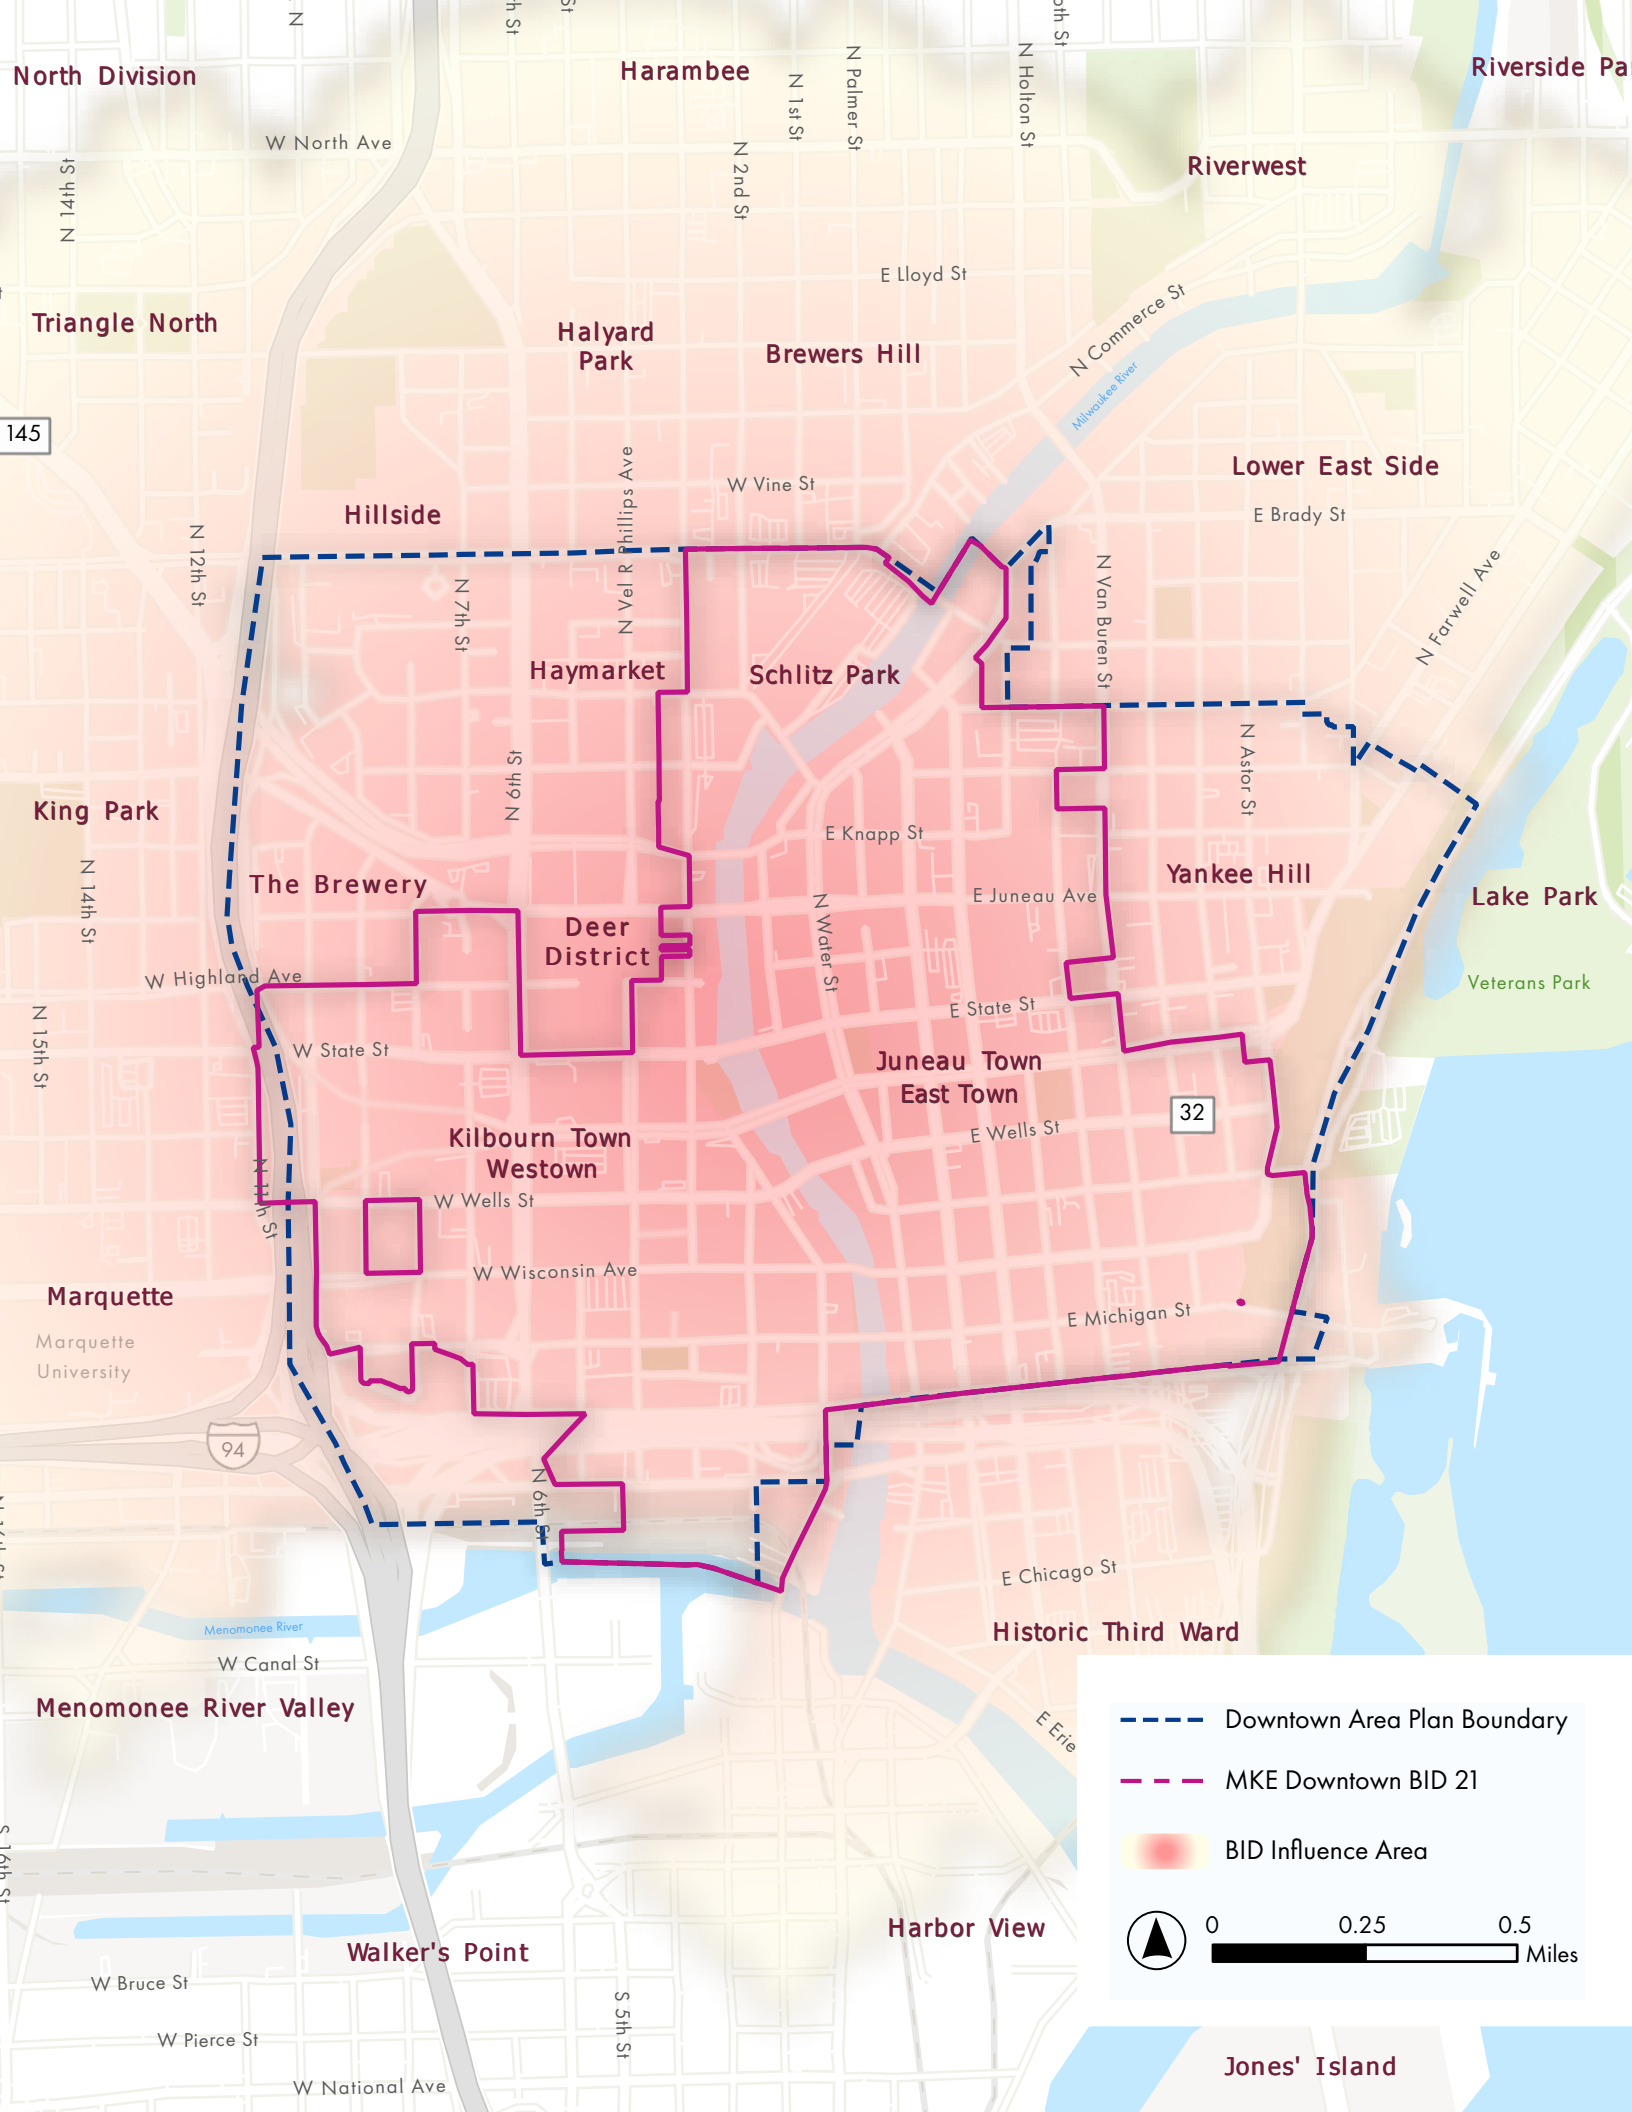 N
North Division
Harambee
Riverside
Riverwest
W North Ave
N 14th St
N 1st St
N Palmer St
N Holton St
N 2nd St
E Lloyd St
N Commerce St
Milwaukee River
Triangle North
Halyard
Park
Brewers Hill
145
Lower East Side
W Vine St
E Brady St
Hillside
N 12th St
N 7th St
N Vel R Phillips Ave
N Van Buren St
N Farwell Ave
Haymarket
Schlitz Park
King Park
N 6th St
N Astor St
E Knapp St
The Brewery
Yankee Hill
N 14th St
E Juneau Ave
Lake Park
Deer
District
N Water St
W Highland Ave
Veterans Park
N 15th St
E State St
W State St
Juneau Town
East Town
32
Kilbourn Town
Westown
E Wells St
N 11th St
W Wells St
W Wisconsin Ave
Marquette
E Michigan St
Marquette
University
94
N 6th St
E Chicago St
Menomonee River
Historic Third Ward
W Canal St
Menomonee River Valley
E Erie
Downtown Area Plan Boundary
MKE Downtown BID 21
BID Influence Area
0 0.25 0.5
Miles
S 16th St
Harbor View
Walker's Point
W Bruce St
S 5th St
W Pierce St
W National Ave
Jones' Island